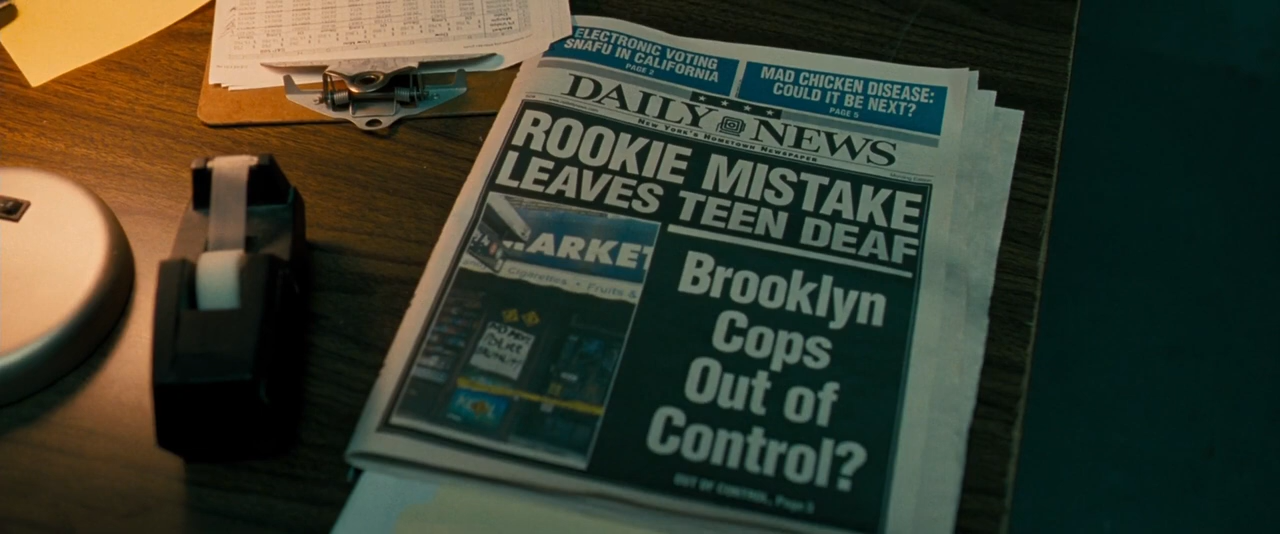 ELECTRONIC VOTING
SNAFU IN CALIFORNIA
PAGE 2
MAD CHICKEN DISEASE:
COULD IT BE NEXT?
PAGE 5
DAILY NEWS
NEW YORK'S HOMETOWN NEWSPAPER
ROOKIE MISTAKE
LEAVES TEEN DEAF
ARKET
Cigarettes • Fruits &
Brooklyn
Cops
Out of
Control?
OUT OF CONTROL, Page 3